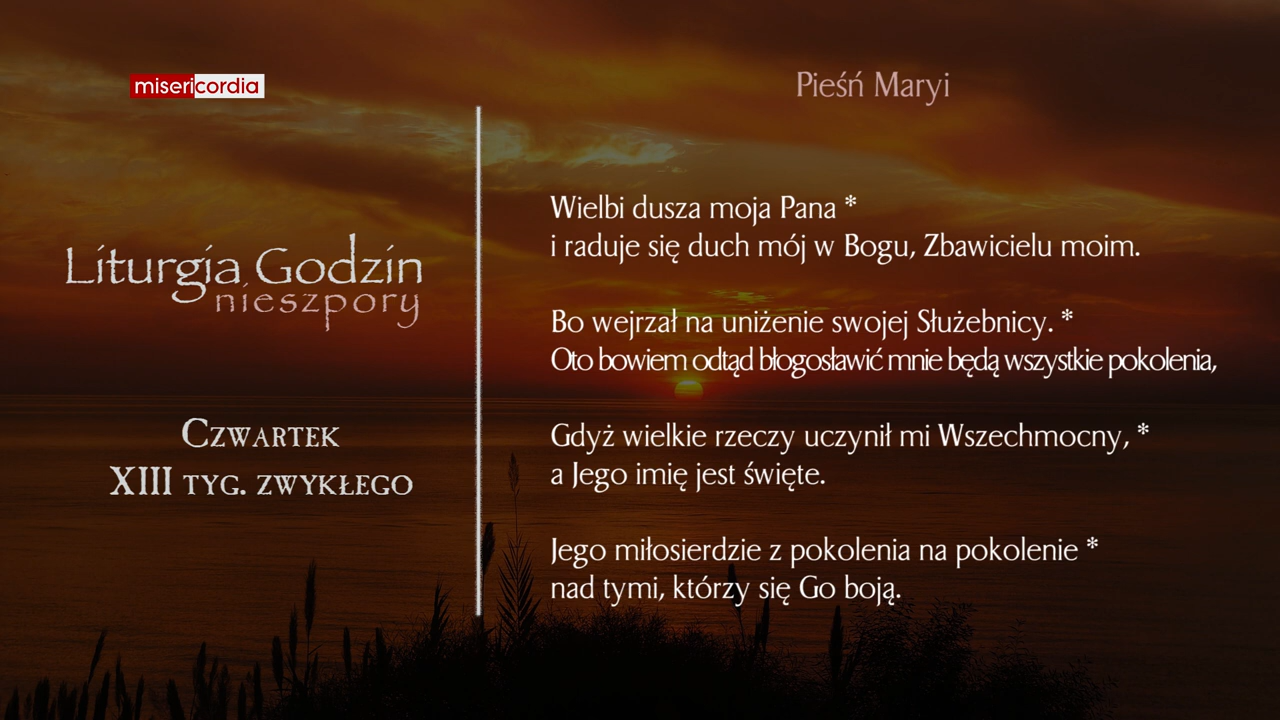 misericordia
Liturgia Godzin
nieszpory
Czwartek
XIII tyg. zwykłego
Pieśń Maryi
Wielbi dusza moja Pana *
i raduje się duch mój w Bogu, Zbawicielu moim.
Bo wejrzał na uniżenie swojej Służebnicy. *
Oto bowiem odtąd błogosławić mnie będą wszystkie pokolenia,
Gdyż wielkie rzeczy uczynił mi Wszechmocny, *
a Jego imię jest święte.
Jego miłosierdzie z pokolenia na pokolenie *
nad tymi, którzy się Go boją.